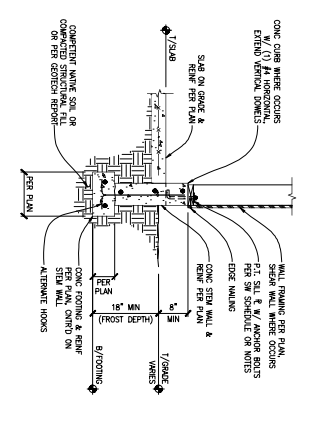 CONC CURB WHERE OCCURS
W/ (1) #4 HORIZONTAL
EXTEND VERTICAL DOWELS
SLAB ON GRADE &
REINF PER PLAN
T/SLAB
COMPETENT NATIVE SOIL OR
COMPACTED STRUCTURAL FILL
OR PER GEOTECH REPORT
WALL FRAMING PER PLAN,
SHEAR WALL WHERE OCCURS
P.T. SILL PL W/ ANCHOR BOLTS
PER SW SCHEDULE OR NOTES
EDGE NAILING
CONC STEM WALL &
REINF PER PLAN
8"
MIN
T/GRADE
VARIES
18" MIN
(FROST DEPTH)
PER
PLAN
B/FOOTING
CONC FOOTING & REINF
PER PLAN, CNTR'D ON
STEM WALL
ALTERNATE HOOKS
PER PLAN